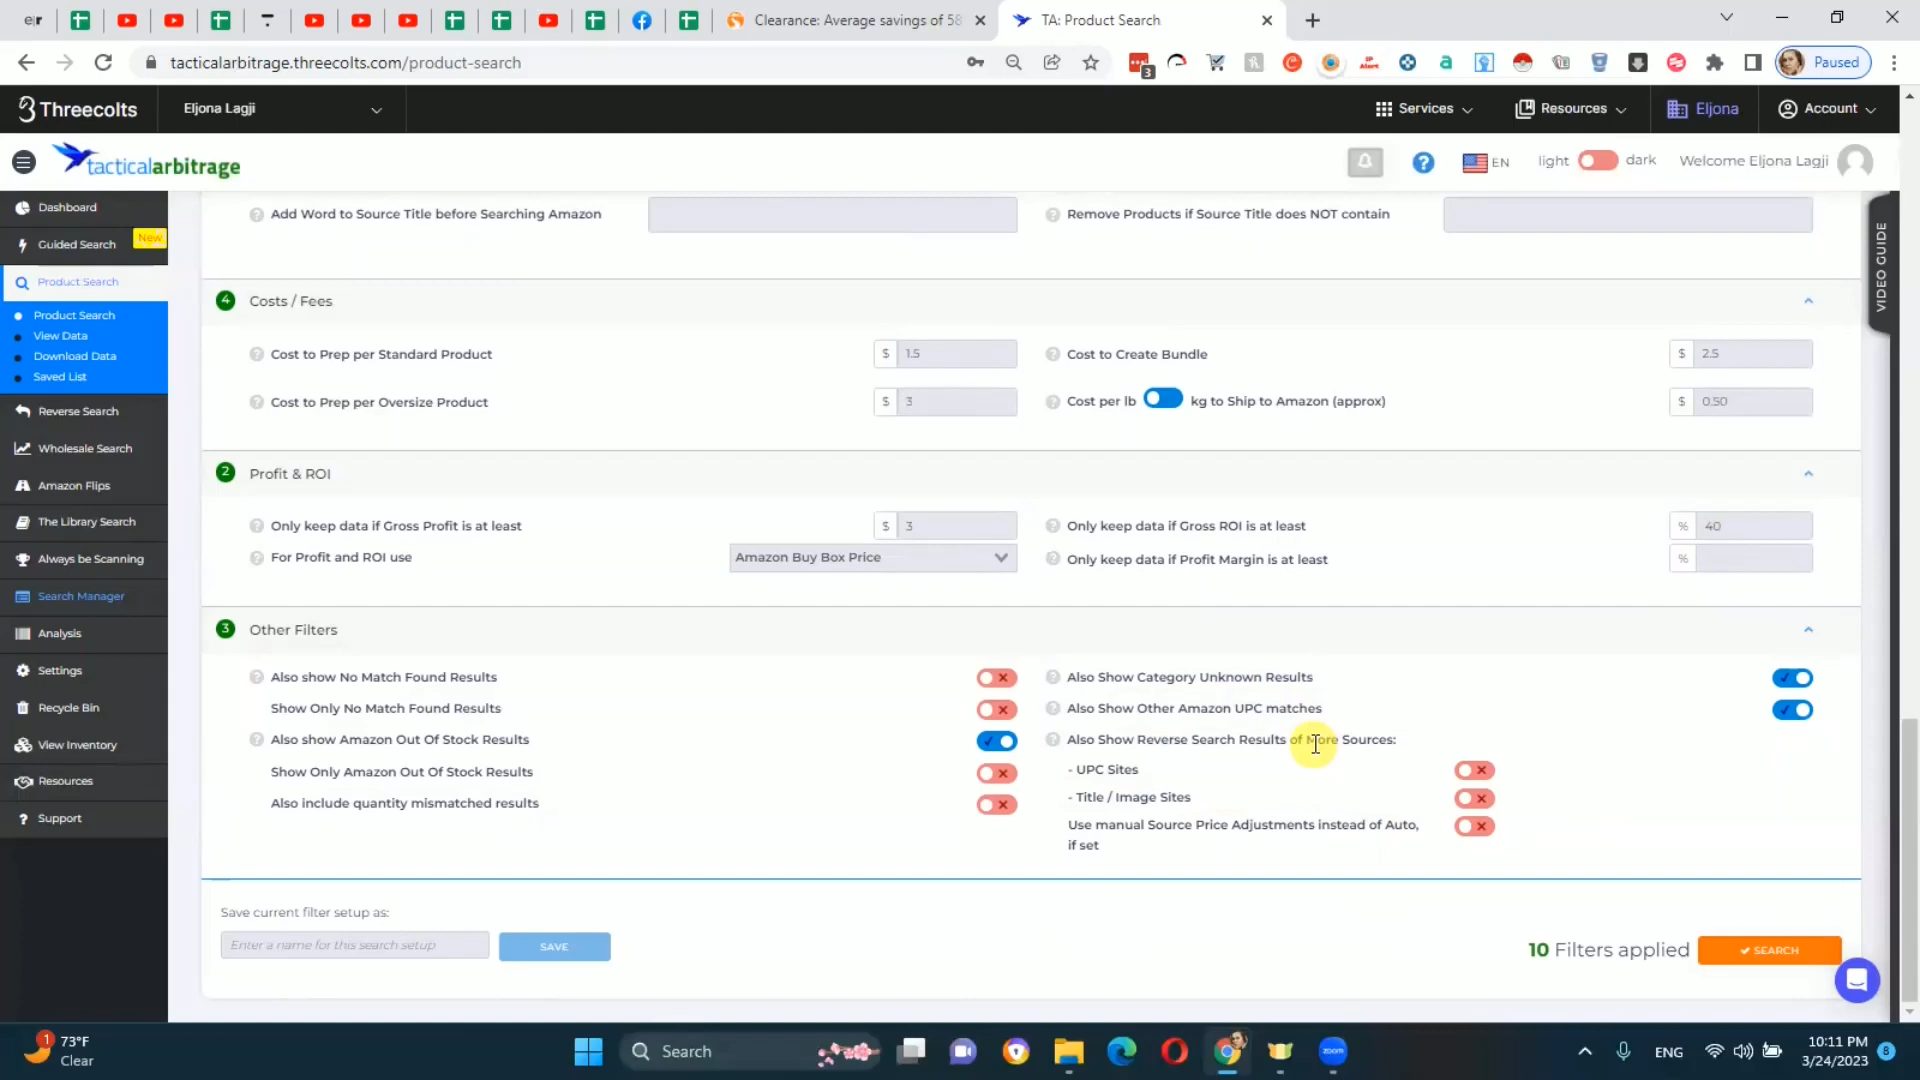 Clearance: Average savings of 58
TA: Product Search
tacticalarbitrage.threecolts.com/product-search
3
Paused
Threecolts
Eljona Lagji
Services
Resources
Eljona
Account
tacticalarbitrage
EN
light
dark
Welcome Eljona Lagji
Dashboard
Guided Search
New
Product Search
Product Search
View Data
Download Data
Saved List
Reverse Search
Wholesale Search
Amazon Flips
The Library Search
Always be Scanning
Search Manager
Analysis
Settings
Recycle Bin
View Inventory
Resources
Support
VIDEO GUIDE
Add Word to Source Title before Searching Amazon
Remove Products if Source Title does NOT contain
4 Costs / Fees
Cost to Prep per Standard Product
$ 1.5
Cost to Create Bundle
$ 2.5
Cost to Prep per Oversize Product
$ 3
Cost per lb kg to Ship to Amazon (approx)
$ 0.50
2 Profit & ROI
Only keep data if Gross Profit is at least
$ 3
Only keep data if Gross ROI is at least
% 40
For Profit and ROI use
Amazon Buy Box Price
Only keep data if Profit Margin is at least
%
3 Other Filters
Also show No Match Found Results
Also Show Category Unknown Results
Show Only No Match Found Results
Also Show Other Amazon UPC matches
Also show Amazon Out Of Stock Results
Also Show Reverse Search Results of More Sources:
Show Only Amazon Out Of Stock Results
- UPC Sites
Also include quantity mismatched results
- Title / Image Sites
Use manual Source Price Adjustments instead of Auto,
if set
Save current filter setup as:
Enter a name for this search setup
SAVE
10 Filters applied
SEARCH
1
73°F
Clear
Search
zoom
ENG
10:11 PM
3/24/2023
8